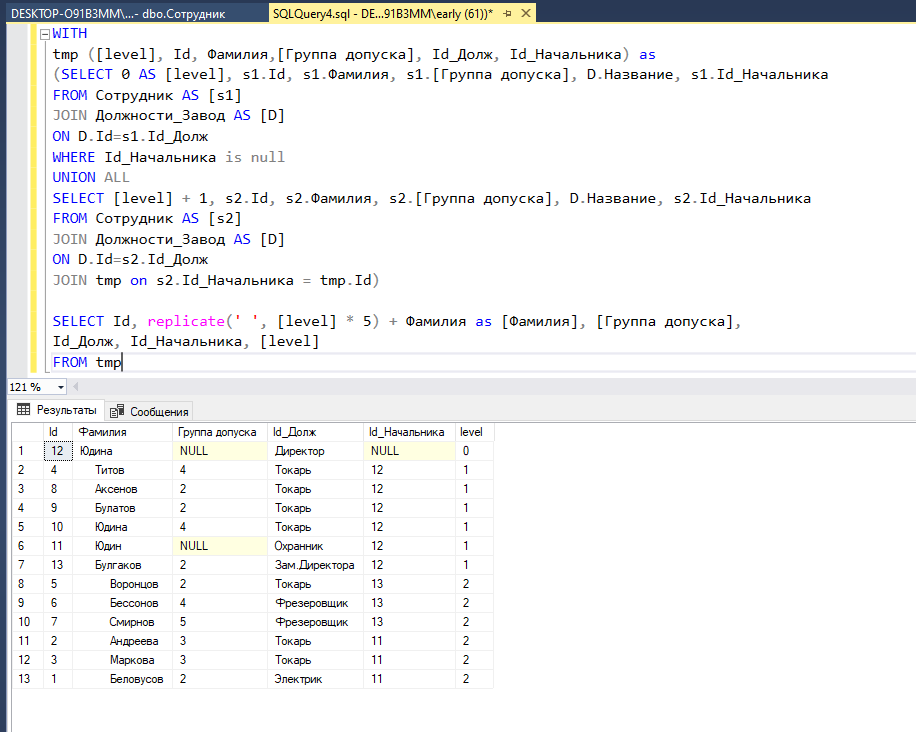 DESKTOP-O91B3MM\...- dbo.Сотрудник SQLQuery4.sql - DE...91B3MM\early (61))*
WITH
tmp ([level], Id, Фамилия,[Группа допуска], Id_Долж, Id_Начальника) as
(SELECT 0 AS [level], s1.Id, s1.Фамилия, s1.[Группа допуска], D.Название, s1.Id_Начальника
FROM Сотрудник AS [s1]
JOIN Должности_Завод AS [D]
ON D.Id=s1.Id_Долж
WHERE Id_Начальника is null
UNION ALL
SELECT [level] + 1, s2.Id, s2.Фамилия, s2.[Группа допуска], D.Название, s2.Id_Начальника
FROM Сотрудник AS [s2]
JOIN Должности_Завод AS [D]
ON D.Id=s2.Id_Долж
JOIN tmp on s2.Id_Начальника = tmp.Id)
SELECT Id, replicate(' ', [level] * 5) + Фамилия as [Фамилия], [Группа допуска],
Id_Долж, Id_Начальника, [level]
FROM tmp
121 %
Результаты Сообщения
Id Фамилия Группа допуска Id_Долж Id_Начальника level
1 12 Юдина NULL Директор NULL 0
2 4 Титов 4 Токарь 12 1
3 8 Аксенов 2 Токарь 12 1
4 9 Булатов 2 Токарь 12 1
5 10 Юдина 4 Токарь 12 1
6 11 Юдин NULL Охранник 12 1
7 13 Булгаков 2 Зам.Директора 12 1
8 5 Воронцов 2 Токарь 13 2
9 6 Бессонов 4 Фрезеровщик 13 2
10 7 Смирнов 5 Фрезеровщик 13 2
11 2 Андреева 3 Токарь 11 2
12 3 Маркова 3 Токарь 11 2
13 1 Беловусов 2 Электрик 11 2